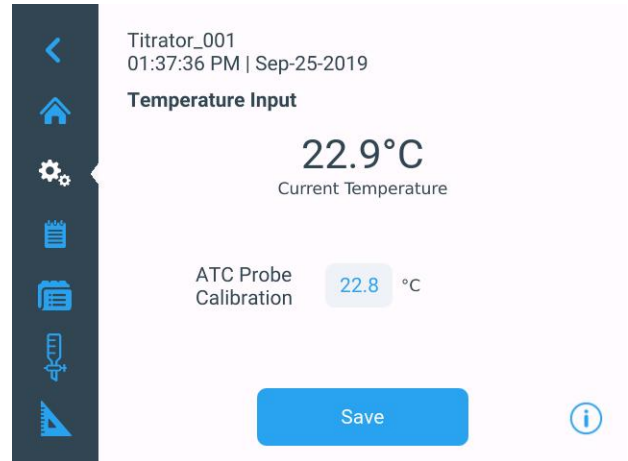 Titrator_001
01:37:36 PM | Sep-25-2019
Temperature Input
22.9°C
Current Temperature
ATC Probe
Calibration
22.8 °C
Save
i